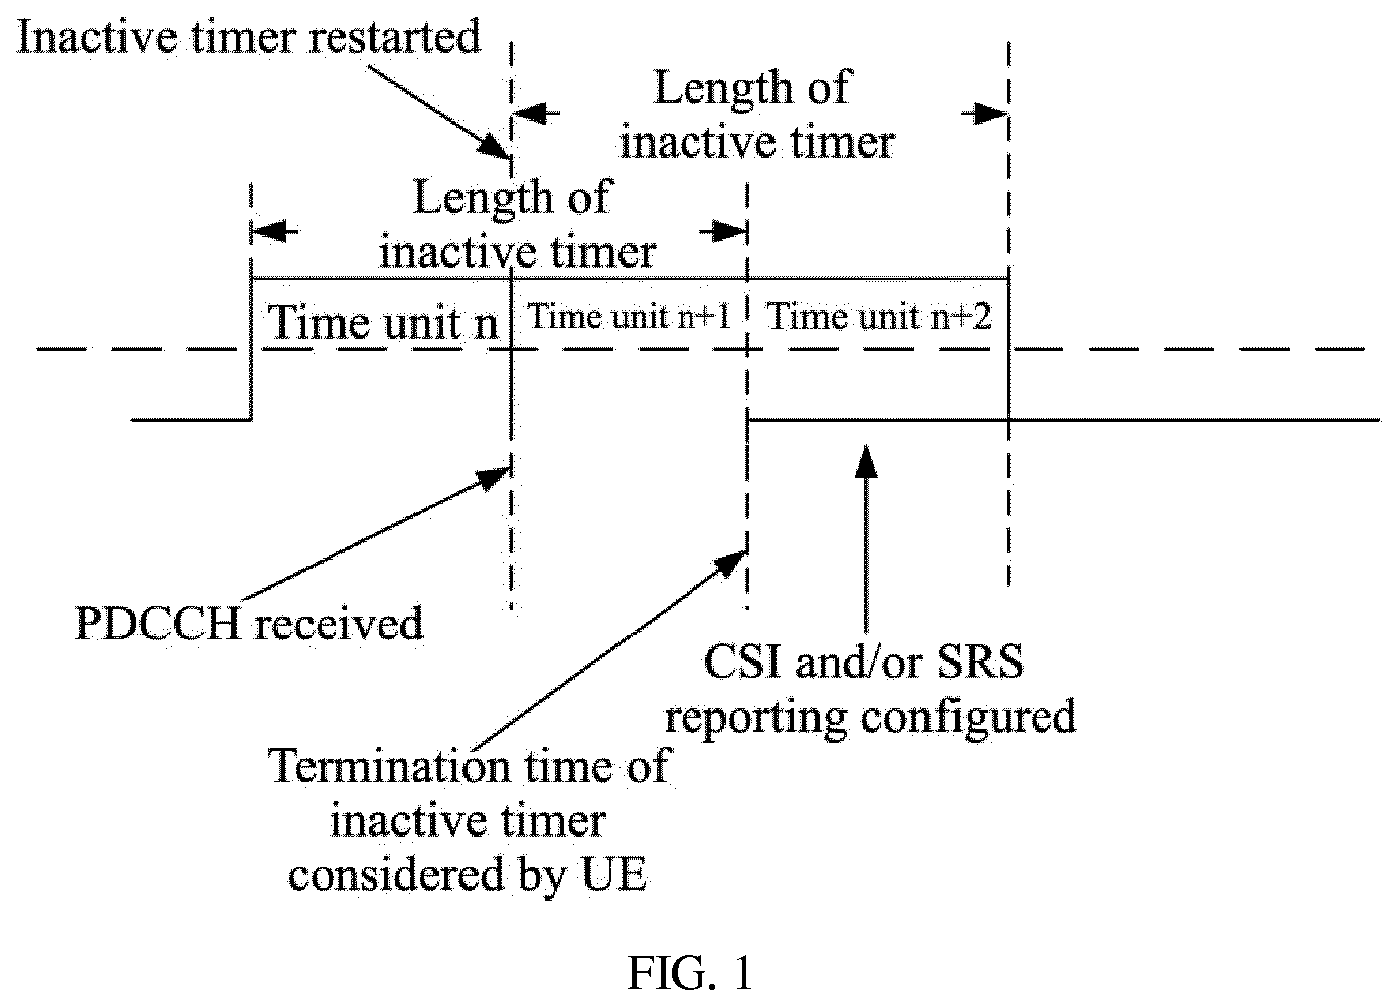 Inactive timer restarted
Length of
inactive timer
Length of
inactive timer
Time unit n
Time unit n+1
Time unit n+2
PDCCH received
CSI and/or SRS
reporting configured
Termination time of
inactive timer
considered by UE
FIG. 1